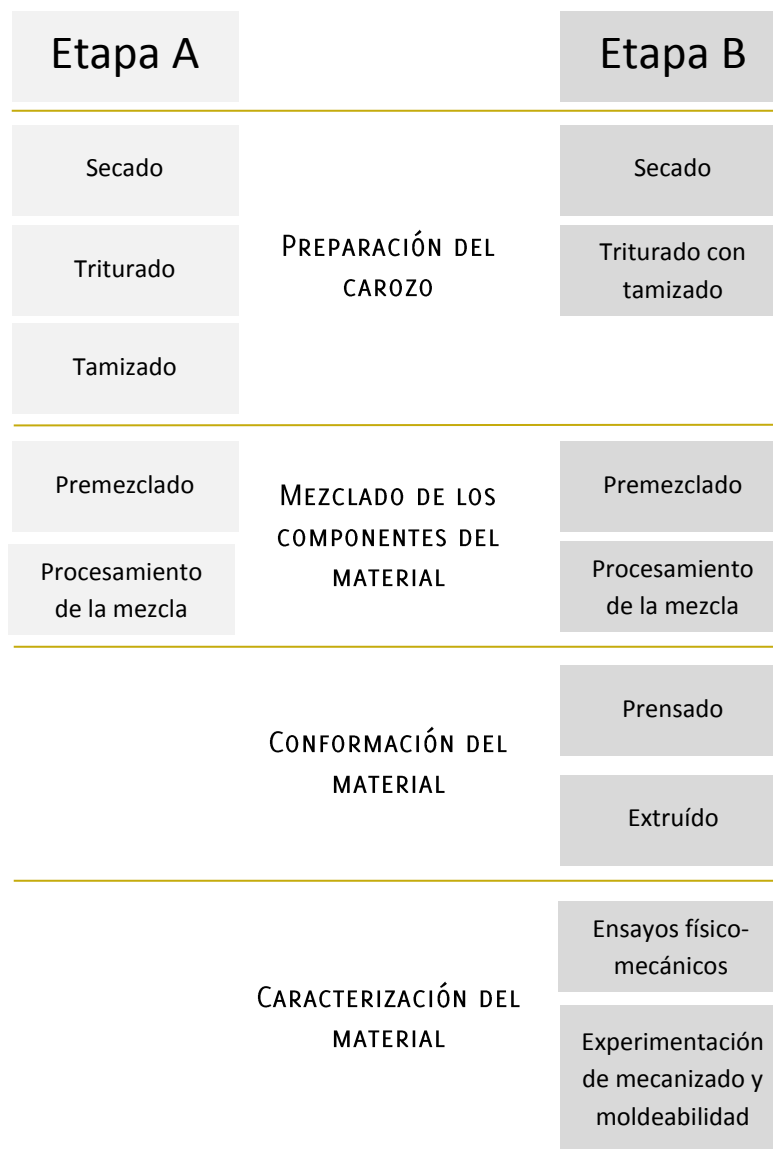 Etapa A
Etapa B
Secado
Triturado
Tamizado
PREPARACIÓN DEL
CAROZO
Secado
Triturado con
tamizado
Premezclado
Procesamiento
de la mezcla
MEZCLADO DE LOS
COMPONENTES DEL
MATERIAL
Premezclado
Procesamiento
de la mezcla
CONFORMACIÓN DEL
MATERIAL
Prensado
Extruído
CARACTERIZACIÓN DEL
MATERIAL
Ensayos físico-
mecánicos
Experimentación
de mecanizado y
moldeabilidad